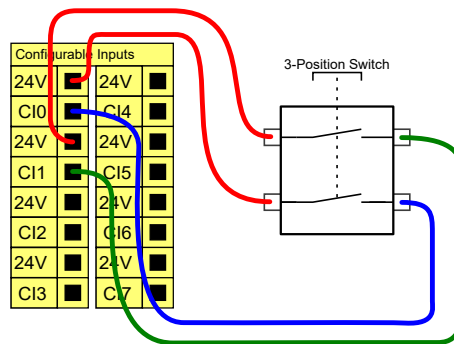 Configurable Inputs
3-Position Switch
24V 24V
CI0 CI4
24V 24V
CI1 CI5
24V 24V
CI2 CI6
24V 24V
CI3 CI7